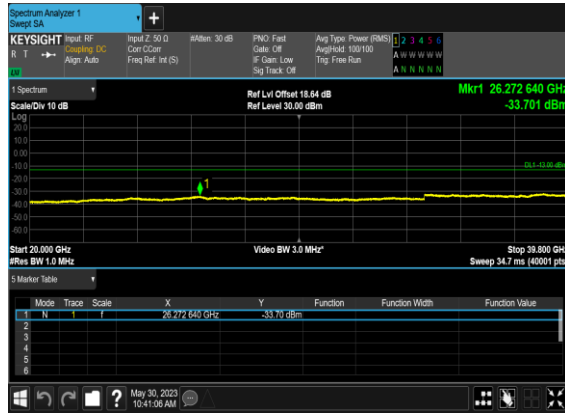 Spectrum Analyzer 1
Swept SA
KEYSIGHT
R T
LW
Input: RF
Coupling: DC
Align: Auto
Input Z: 50 Ω
Corr CCorr
Freq Ref: Int (S)
#Atten: 30 dB
PNO: Fast
Gate: Off
IF Gain: Low
Sig Track: Off
Avg Type: Power (RMS)
Avg|Hold: 100/100
Trig: Free Run
1 2 3 4 5 6
A W W W W W
A N N N N N
1 Spectrum
Scale/Div 10 dB
Ref Lvl Offset 18.64 dB
Ref Level 30.00 dBm
Mkr1 26.272 640 GHz
-33.701 dBm
Log
20.0
10.0
0.00
-10.0
DL1 -13.00 dBm
-20.0
-30.0
-40.0
-50.0
-60.0
1
Start 20.000 GHz
#Res BW 1.0 MHz
Video BW 3.0 MHz*
Stop 39.800 GHz
Sweep 34.7 ms (40001 pts)
5 Marker Table
Mode Trace Scale X Y Function Function Width Function Value
1 N 1 f 26.272 640 GHz -33.70 dBm
2
3
4
5
6
?
May 30, 2023
10:41:06 AM